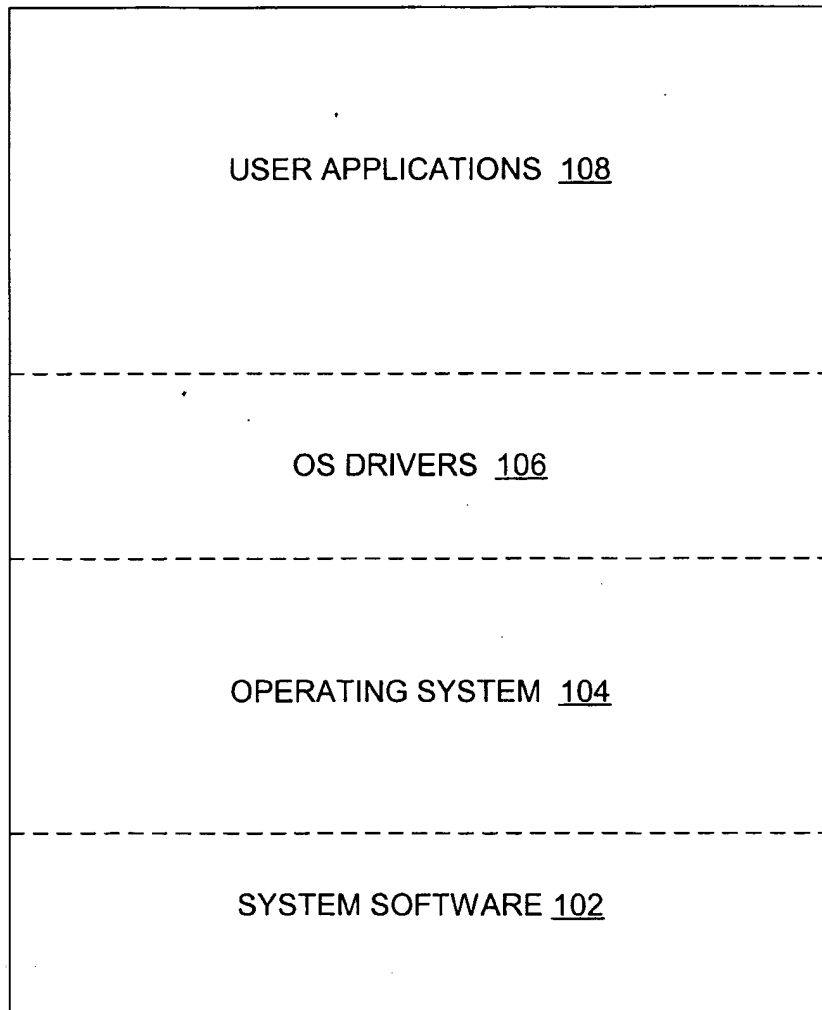 USER APPLICATIONS 108
OS DRIVERS 106
OPERATING SYSTEM 104
SYSTEM SOFTWARE 102